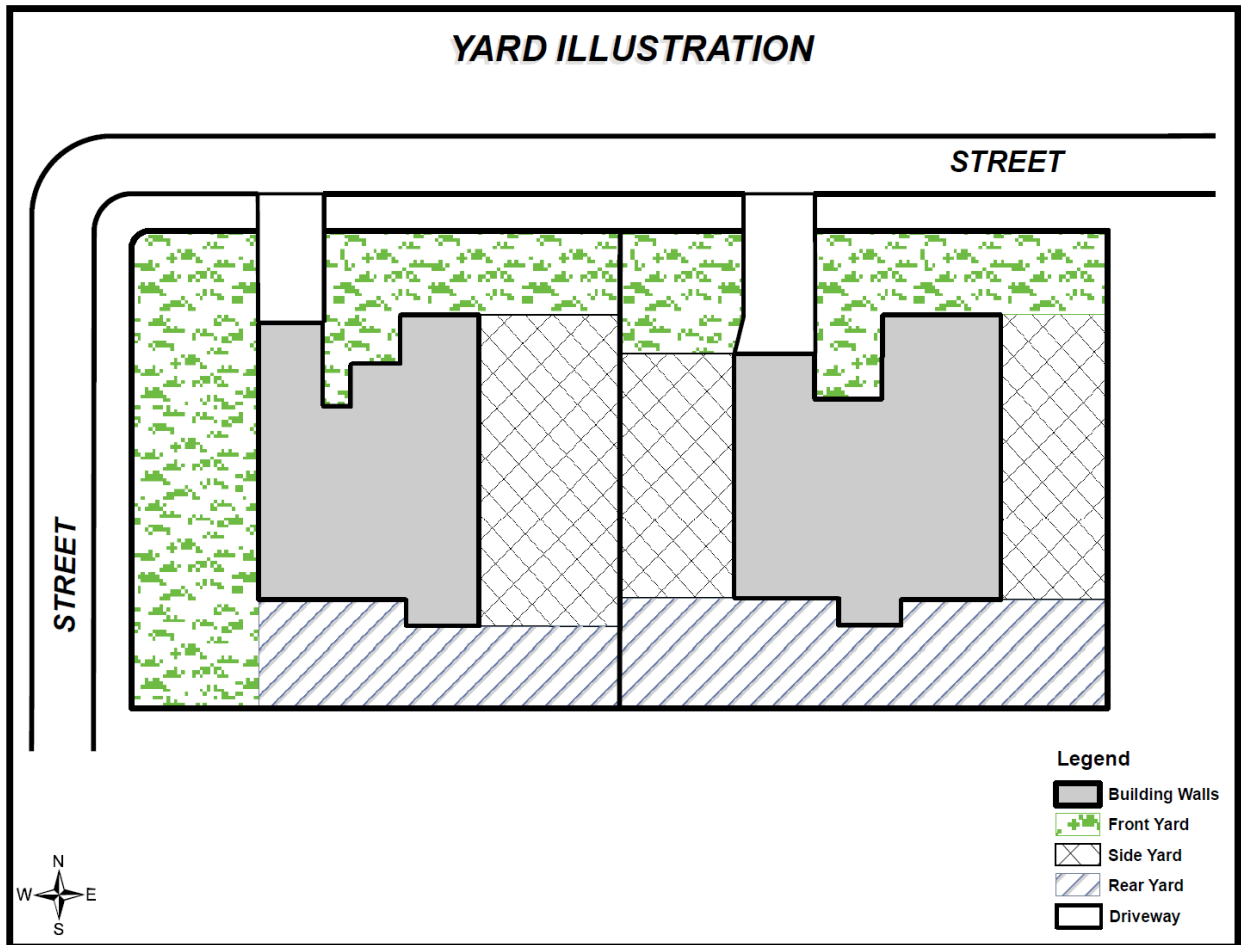 YARD ILLUSTRATION
STREET
STREET
Legend
Building Walls
Front Yard
Side Yard
Rear Yard
Driveway
N
W E
S